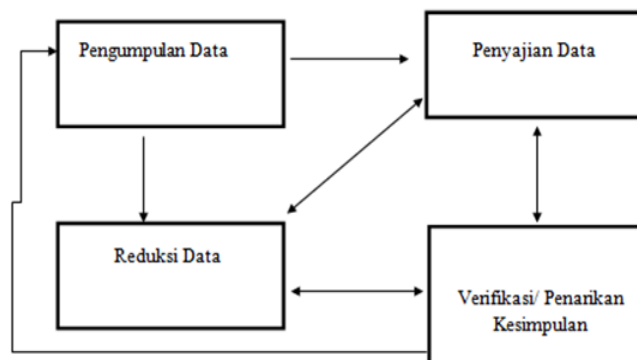 Pengumpulan Data
Penyajian Data
Reduksi Data
Verifikasi/ Penarikan
Kesimpulan